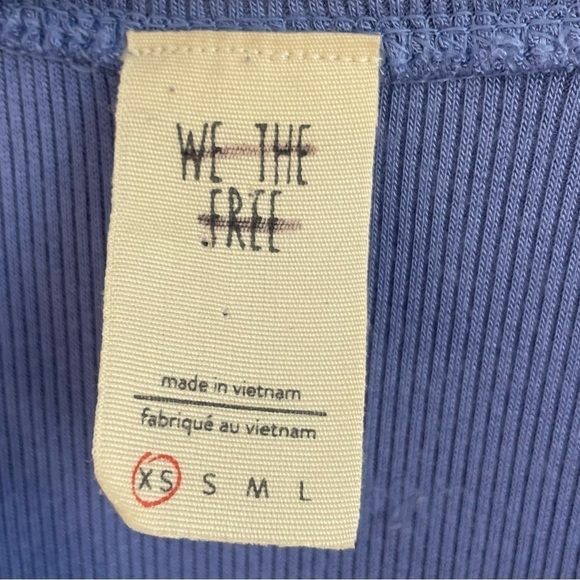 WE THE
FREE
made in vietnam
fabriqué au vietnam
XS S M L